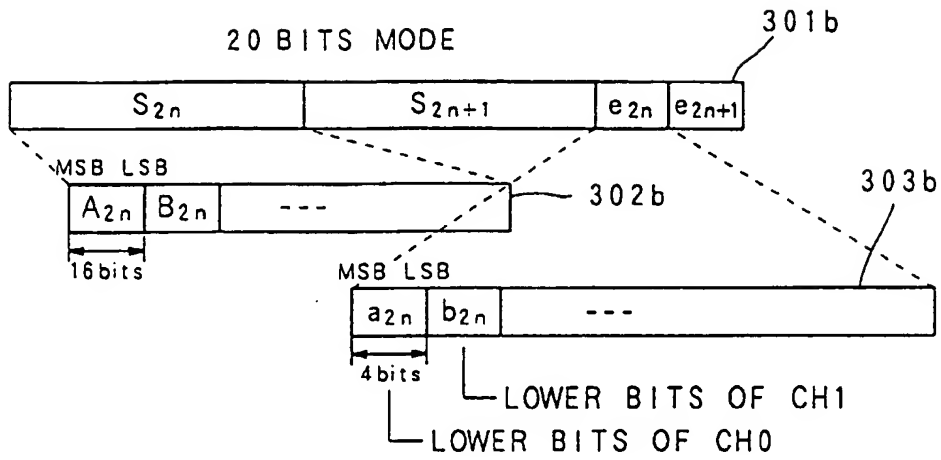 20 BITS MODE
301b
S2n S2n+1 e2n e2n+1
MSB LSB
A2n B2n ---
302b
303b
16bits
MSB LSB
a2n b2n ---
4bits
LOWER BITS OF CH1
LOWER BITS OF CH0